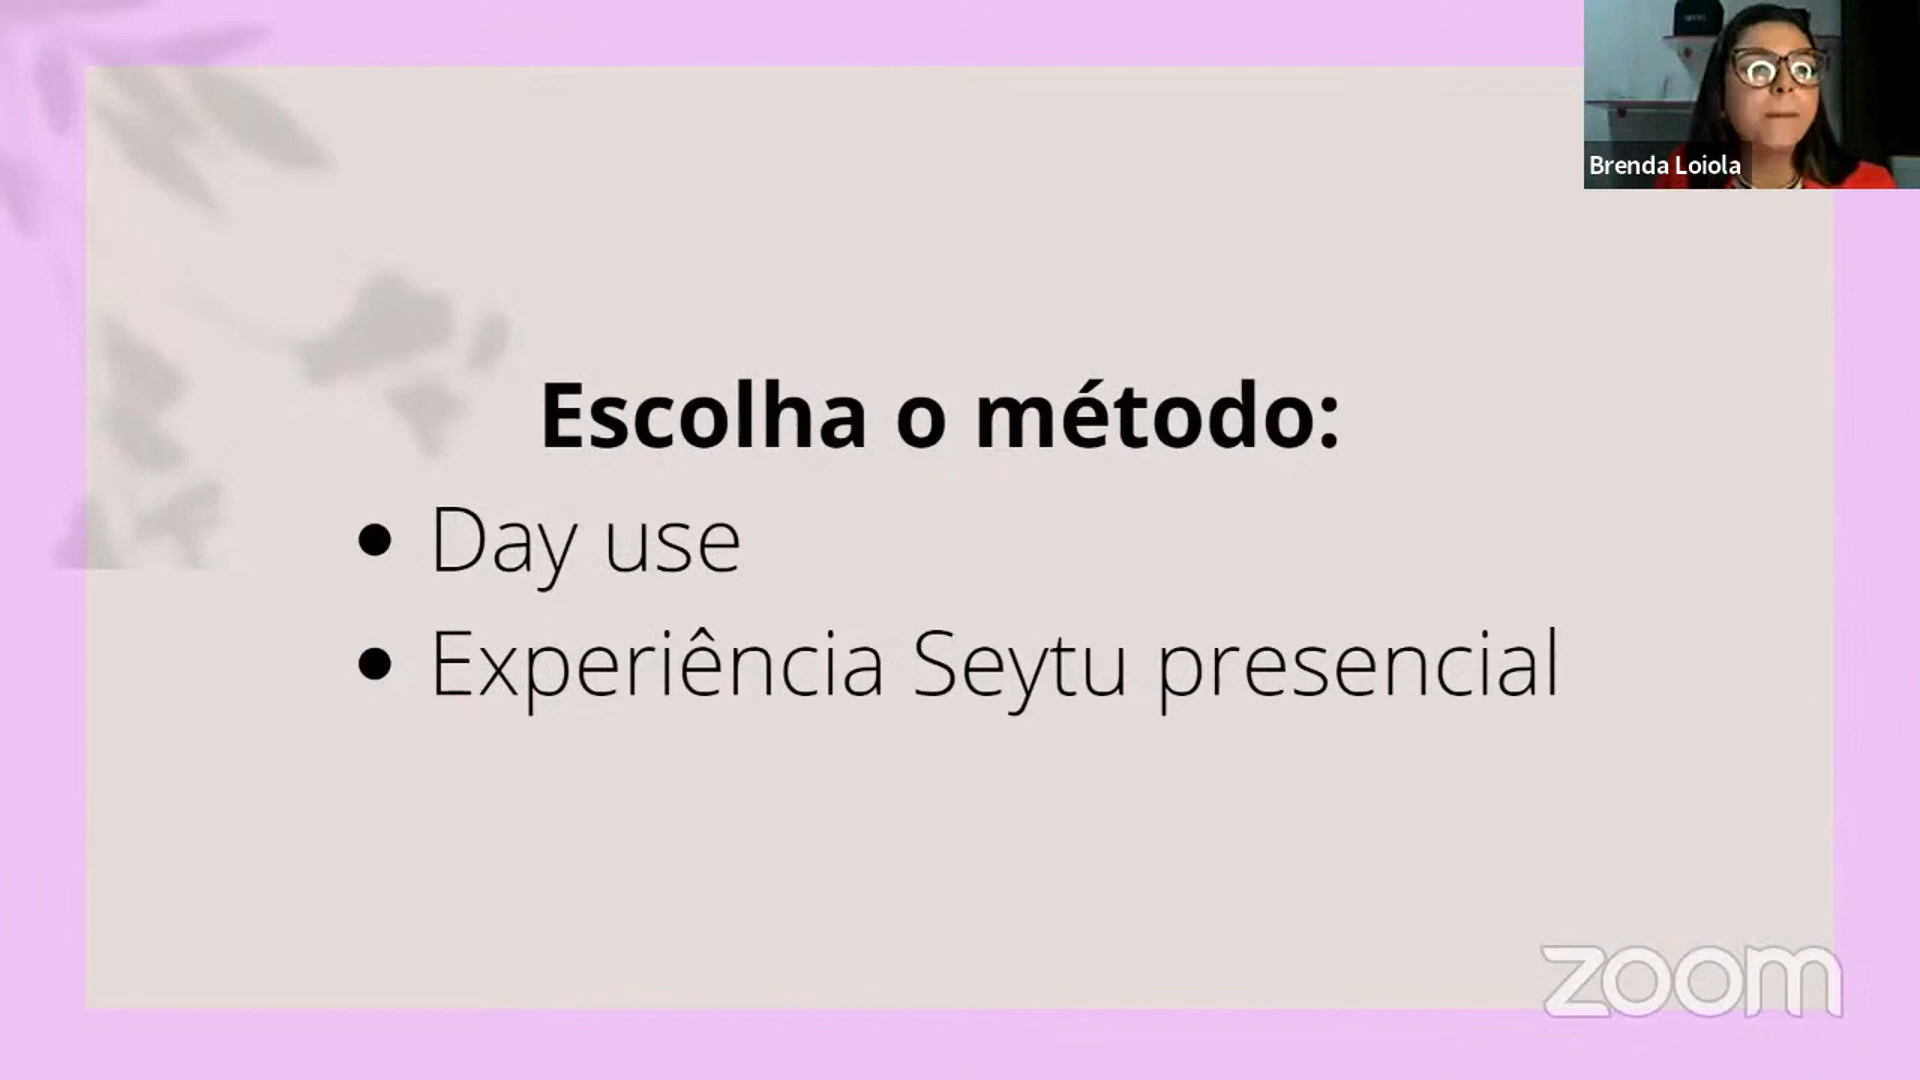 Brenda Loiola
Escolha o método:
• Day use
• Experiência Seytu presencial
zoom